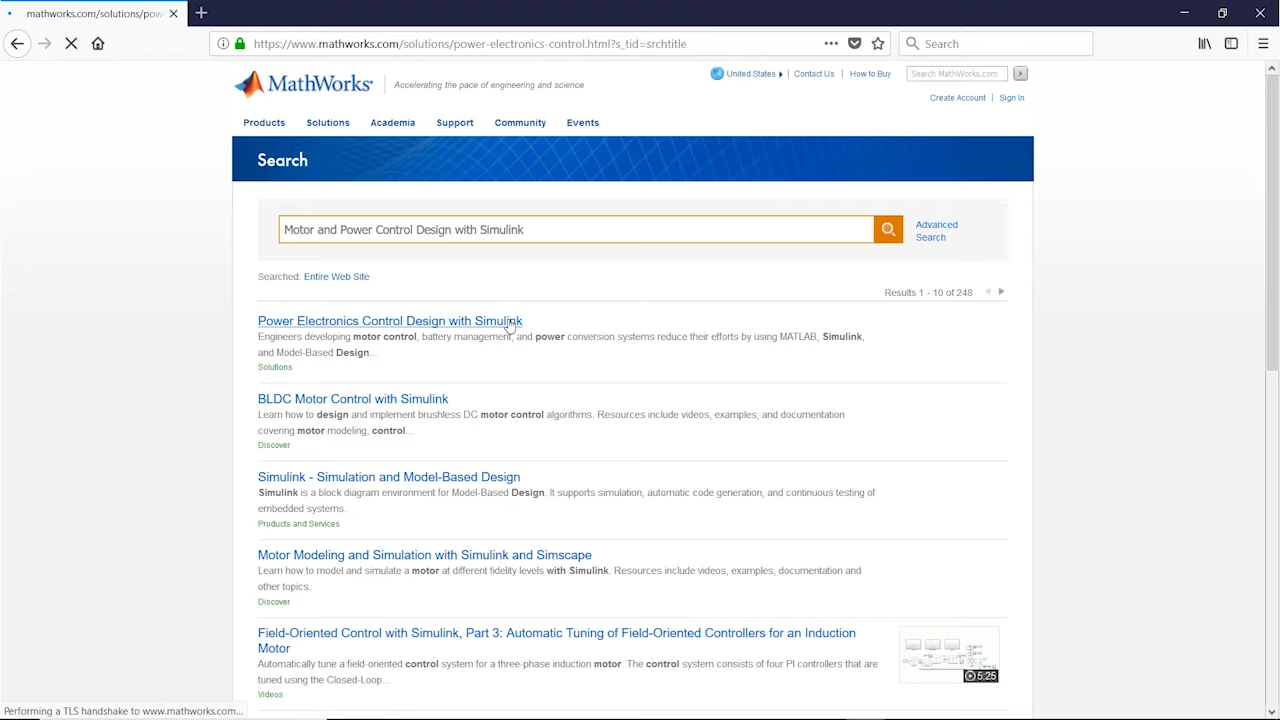 mathworks.com/solutions/pow
https://www.mathworks.com/solutions/power-electronics-control.html?s_tid=srchtitle
Search
MathWorks®
Accelerating the pace of engineering and science
United States
Contact Us
How to Buy
Search MathWorks.com
Create Account
Sign In
Products
Solutions
Academia
Support
Community
Events
Search
Motor and Power Control Design with Simulink
Advanced
Search
Searched: Entire Web Site
Results 1 - 10 of 248
Power Electronics Control Design with Simulink
Engineers developing motor control, battery management, and power conversion systems reduce their efforts by using MATLAB, Simulink,
and Model-Based Design...
Solutions
BLDC Motor Control with Simulink
Learn how to design and implement brushless DC motor control algorithms. Resources include videos, examples, and documentation
covering motor modeling, control...
Discover
Simulink - Simulation and Model-Based Design
Simulink is a block diagram environment for Model-Based Design. It supports simulation, automatic code generation, and continuous testing of
embedded systems.
Products and Services
Motor Modeling and Simulation with Simulink and Simscape
Learn how to model and simulate a motor at different fidelity levels with Simulink. Resources include videos, examples, documentation and
other topics.
Discover
Field-Oriented Control with Simulink, Part 3: Automatic Tuning of Field-Oriented Controllers for an Induction
Motor
Automatically tune a field-oriented control system for a three-phase induction motor. The control system consists of four PI controllers that are
tuned using the Closed-Loop...
Videos
5:25
Performing a TLS handshake to www.mathworks.com...